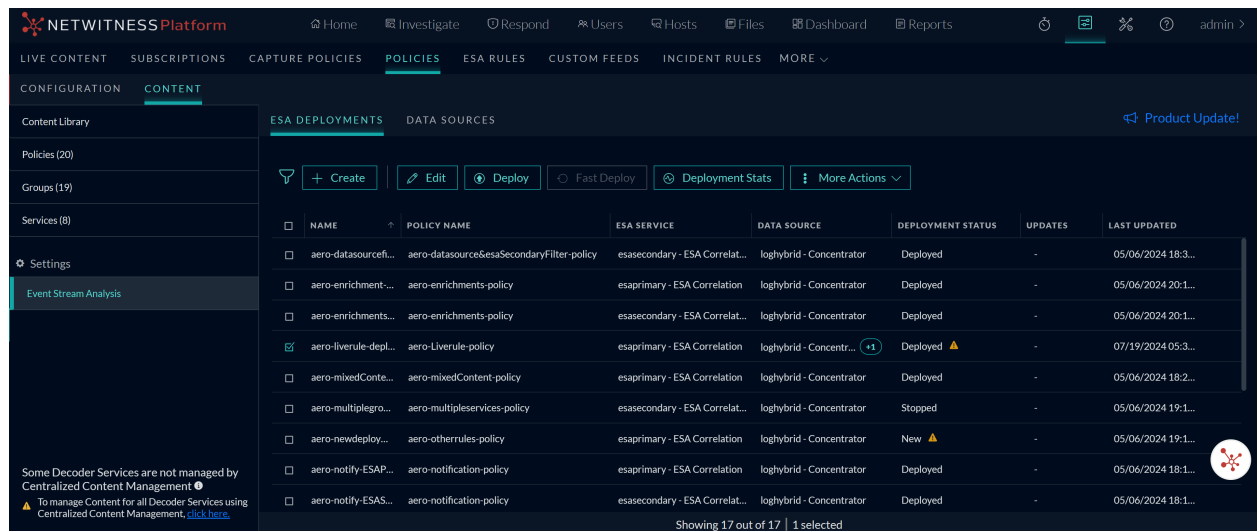 NETWITNESS Platform Home Investigate Respond Users Hosts Files Dashboard Reports admin >
LIVE CONTENT SUBSCRIPTIONS CAPTURE POLICIES POLICIES ESA RULES CUSTOM FEEDS INCIDENT RULES MORE
CONFIGURATION CONTENT
Content Library
Policies (20)
Groups (19)
Services (8)
Settings
Event Stream Analysis
Some Decoder Services are not managed by
Centralized Content Management
To manage Content for all Decoder Services using
Centralized Content Management, click here.
ESA DEPLOYMENTS DATA SOURCES Product Update!
+ Create Edit Deploy Fast Deploy Deployment Stats More Actions
NAME ↑ POLICY NAME ESA SERVICE DATA SOURCE DEPLOYMENT STATUS UPDATES LAST UPDATED
aero-datasourcefi... aero-datasource&esaSecondaryFilter-policy esasecondary - ESA Correlat... loghybrid - Concentrator Deployed - 05/06/2024 18:3...
aero-enrichment-... aero-enrichments-policy esaprimary - ESA Correlation loghybrid - Concentrator Deployed - 05/06/2024 20:1...
aero-enrichments... aero-enrichments-policy esasecondary - ESA Correlat... loghybrid - Concentrator Deployed - 05/06/2024 20:1...
aero-liverule-depl... aero-Liverule-policy esaprimary - ESA Correlation loghybrid - Concentr... +1 Deployed 07/19/2024 05:3...
aero-mixedConte... aero-mixedContent-policy esaprimary - ESA Correlation loghybrid - Concentrator Deployed - 05/06/2024 18:2...
aero-multiplegro... aero-multipleservices-policy esasecondary - ESA Correlat... loghybrid - Concentrator Stopped - 05/06/2024 19:1...
aero-newdeploy... aero-otherrules-policy esaprimary - ESA Correlation loghybrid - Concentrator New - 05/06/2024 19:1...
aero-notify-ESAP... aero-notification-policy esaprimary - ESA Correlation loghybrid - Concentrator Deployed - 05/06/2024 18:1...
aero-notify-ESAS... aero-notification-policy esasecondary - ESA Correlat... loghybrid - Concentrator Deployed - 05/06/2024 18:1...
Showing 17 out of 17 | 1 selected